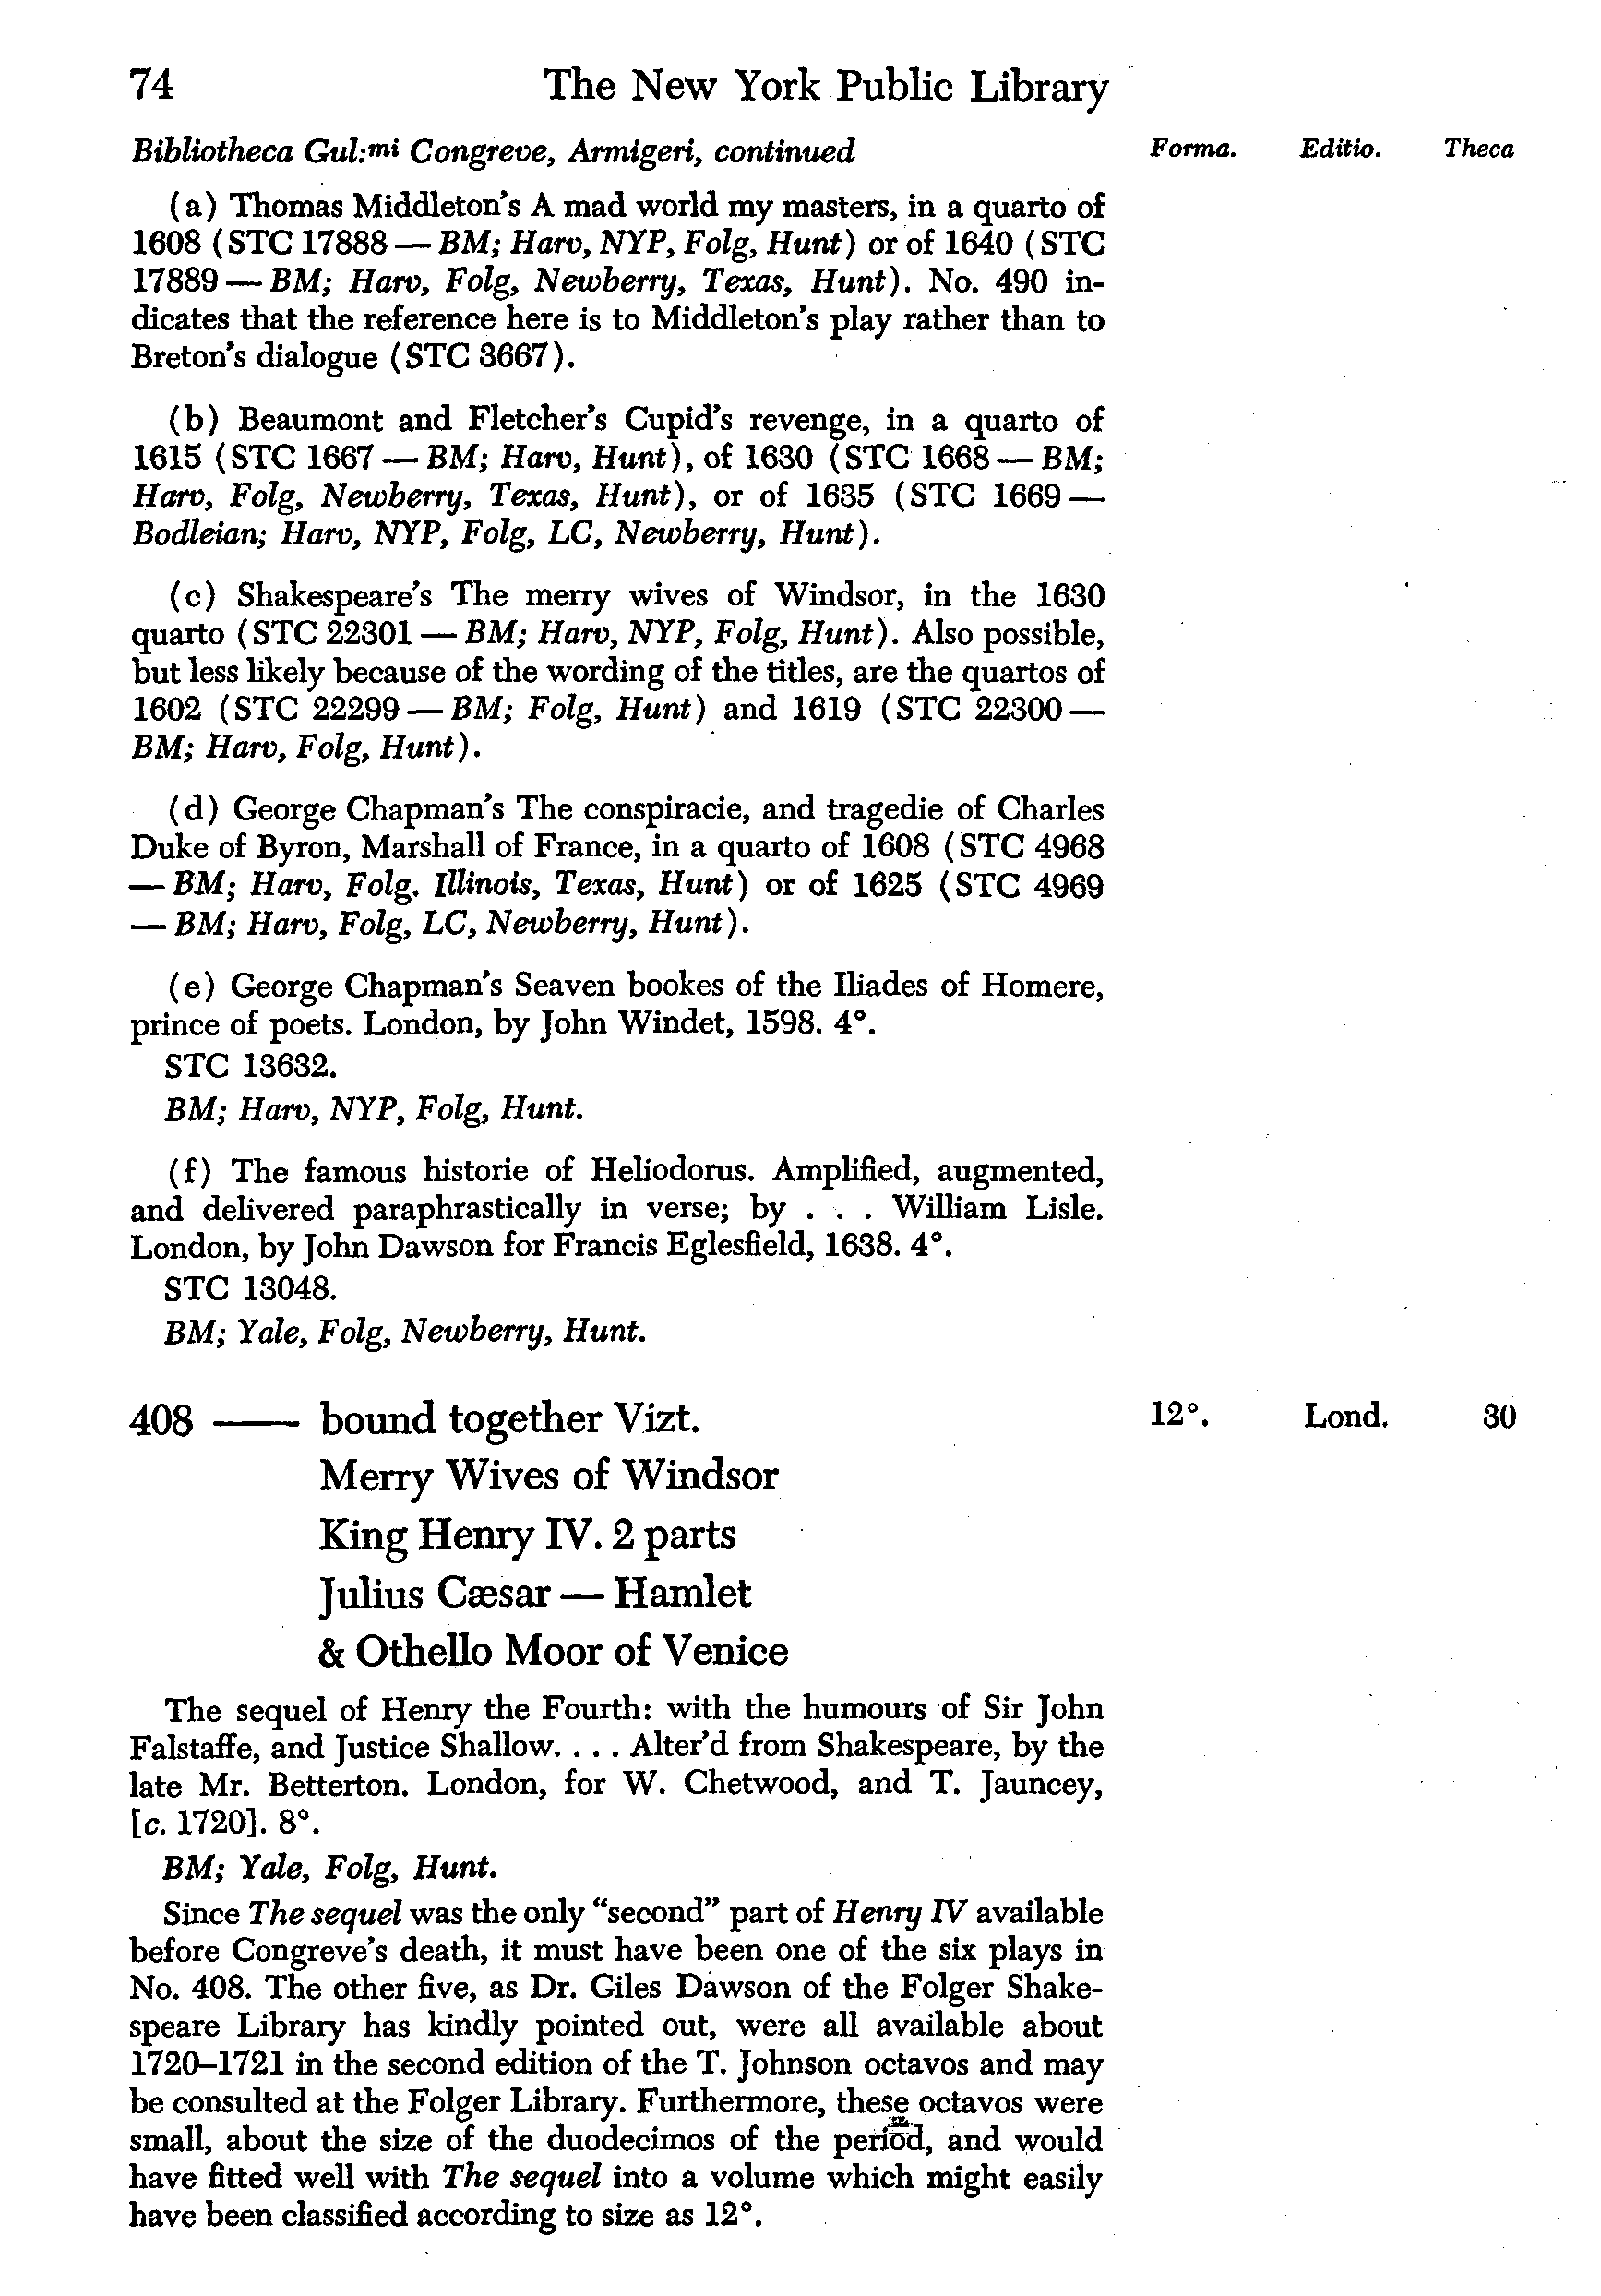 74 The New York Public Library
Bibliotheca Gul:mi Congreve, Armigeri, continued Forma. Editio. Theca
(a) Thomas Middleton's A mad world my masters, in a quarto of
1608 (STC 17888 — BM; Harv, NYP, Folg, Hunt) or of 1640 (STC
17889 — BM; Harv, Folg, Newberry, Texas, Hunt). No. 490 in-
dicates that the reference here is to Middleton's play rather than to
Breton's dialogue (STC 3667).
(b) Beaumont and Fletcher's Cupid's revenge, in a quarto of
1615 (STC 1667 — BM; Harv, Hunt), of 1630 (STC 1668 — BM;
Harv, Folg, Newberry, Texas, Hunt), or of 1635 (STC 1669 —
Bodleian; Harv, NYP, Folg, LC, Newberry, Hunt).
(c) Shakespeare's The merry wives of Windsor, in the 1630
quarto (STC 22301 — BM; Harv, NYP, Folg, Hunt). Also possible,
but less likely because of the wording of the titles, are the quartos of
1602 (STC 22299 — BM; Folg, Hunt) and 1619 (STC 22300 —
BM; Harv, Folg, Hunt).
(d) George Chapman's The conspiracie, and tragedie of Charles
Duke of Byron, Marshall of France, in a quarto of 1608 (STC 4968
— BM; Harv, Folg. Illinois, Texas, Hunt) or of 1625 (STC 4969
— BM; Harv, Folg, LC, Newberry, Hunt).
(e) George Chapman's Seaven bookes of the Iliades of Homere,
prince of poets. London, by John Windet, 1598. 4°.
STC 13632.
BM; Harv, NYP, Folg, Hunt.
(f) The famous historie of Heliodorus. Amplified, augmented,
and delivered paraphrastically in verse; by . . . William Lisle.
London, by John Dawson for Francis Eglesfield, 1638. 4°.
STC 13048.
BM; Yale, Folg, Newberry, Hunt.
408 —— bound together Vizt. 12°. Lond. 30
Merry Wives of Windsor
King Henry IV. 2 parts
Julius Cæsar — Hamlet
& Othello Moor of Venice
The sequel of Henry the Fourth: with the humours of Sir John
Falstaffe, and Justice Shallow. . . . Alter'd from Shakespeare, by the
late Mr. Betterton. London, for W. Chetwood, and T. Jauncey,
[c. 1720]. 8°.
BM; Yale, Folg, Hunt.
Since The sequel was the only "second" part of Henry IV available
before Congreve's death, it must have been one of the six plays in
No. 408. The other five, as Dr. Giles Dawson of the Folger Shake-
speare Library has kindly pointed out, were all available about
1720–1721 in the second edition of the T. Johnson octavos and may
be consulted at the Folger Library. Furthermore, these octavos were
small, about the size of the duodecimos of the period, and would
have fitted well with The sequel into a volume which might easily
have been classified according to size as 12°.